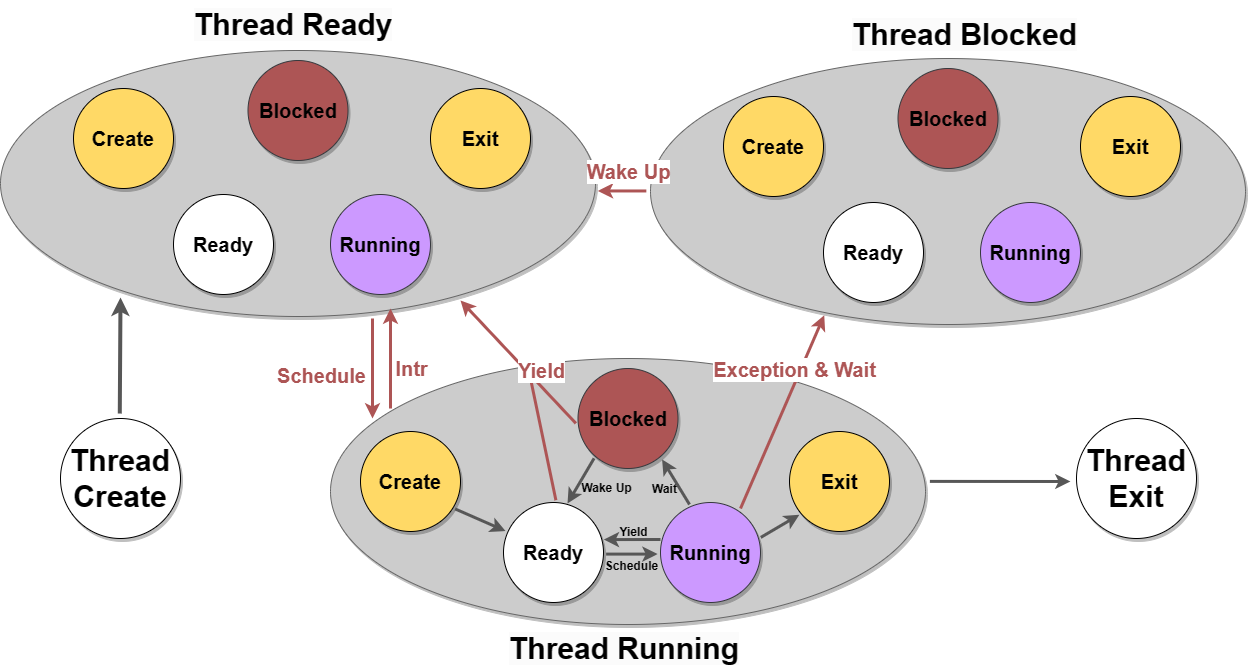 Thread Ready
Thread Blocked
Blocked
Create
Exit
Ready
Running
Wake Up
Blocked
Create
Exit
Ready
Running
Schedule
Intr
Yield
Exception & Wait
Thread
Create
Blocked
Create
Exit
Wake Up
Wait
Ready
Yield
Schedule
Running
Thread
Exit
Thread Running